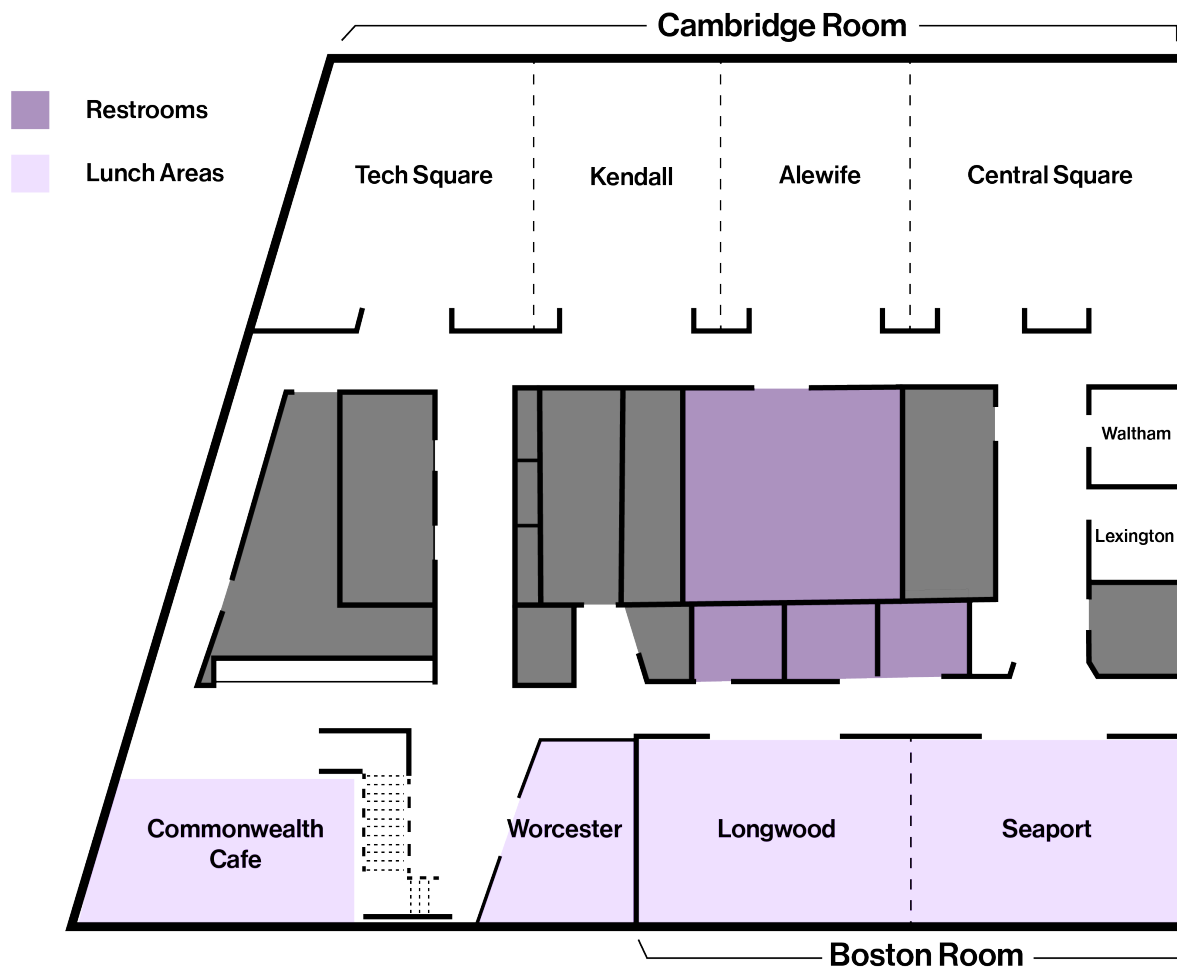 Cambridge Room
Restrooms
Lunch Areas
Tech Square
Kendall
Alewife
Central Square
Waltham
Lexington
Commonwealth
Cafe
Worcester
Longwood
Seaport
Boston Room